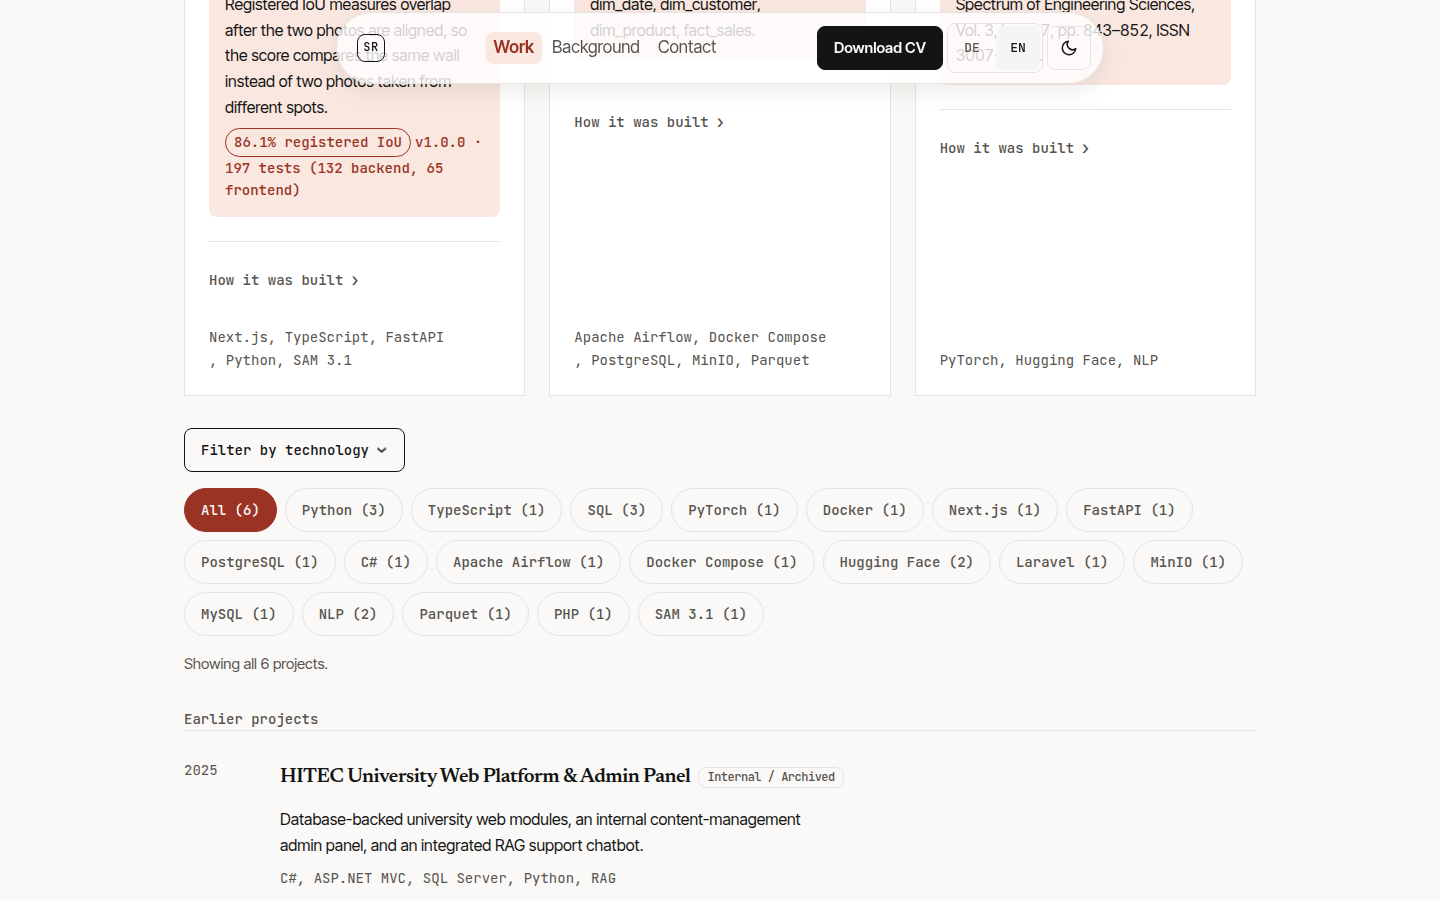 Registered IoU measures overlap
after the two photos are aligned, so
the score compares the same wall
instead of two photos taken from
different spots.
86.1% registered IoU v1.0.0 ·
197 tests (132 backend, 65
frontend)
How it was built ›
Next.js, TypeScript, FastAPI
, Python, SAM 3.1
dim_date, dim_customer,
dim_product, fact_sales.
How it was built ›
Apache Airflow, Docker Compose
, PostgreSQL, MinIO, Parquet
Spectrum of Engineering Sciences,
Vol. 3, 7, pp. 843–852, ISSN
3007-
How it was built ›
PyTorch, Hugging Face, NLP
SR
Work Background Contact
Download CV
DE EN
Filter by technology
All (6) Python (3) TypeScript (1) SQL (3) PyTorch (1) Docker (1) Next.js (1) FastAPI (1)
PostgreSQL (1) C# (1) Apache Airflow (1) Docker Compose (1) Hugging Face (2) Laravel (1) MinIO (1)
MySQL (1) NLP (2) Parquet (1) PHP (1) SAM 3.1 (1)
Showing all 6 projects.
Earlier projects
2025
HITEC University Web Platform & Admin Panel Internal / Archived
Database-backed university web modules, an internal content-management
admin panel, and an integrated RAG support chatbot.
C#, ASP.NET MVC, SQL Server, Python, RAG